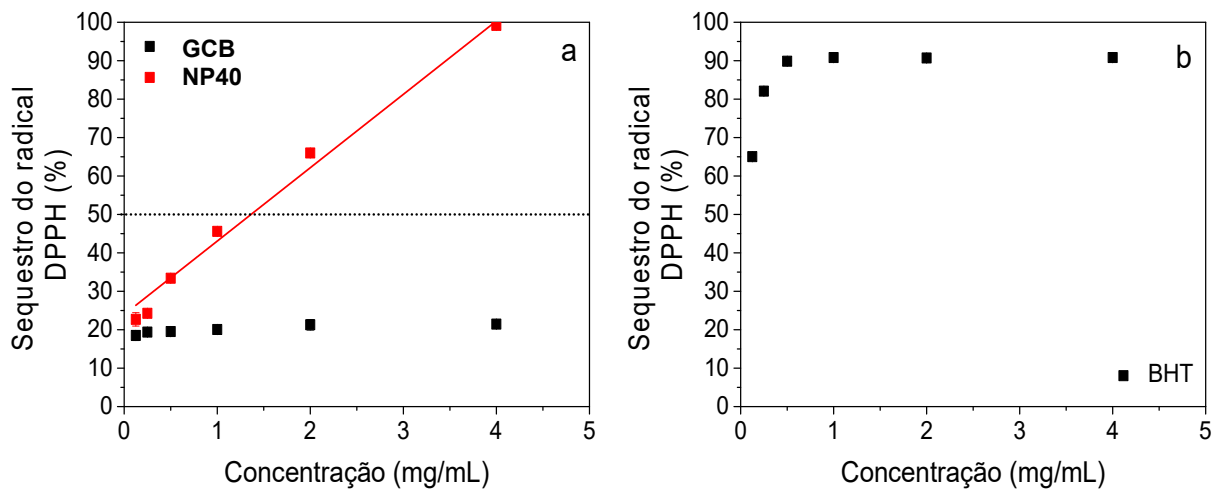 Sequestro do radical
DPPH (%)
100
90
80
70
60
50
40
30
20
10
0
GCB
NP40
a
0 1 2 3 4 5
Concentração (mg/mL)
Sequestro do radical
DPPH (%)
100
90
80
70
60
50
40
30
20
10
0
b
BHT
0 1 2 3 4 5
Concentração (mg/mL)